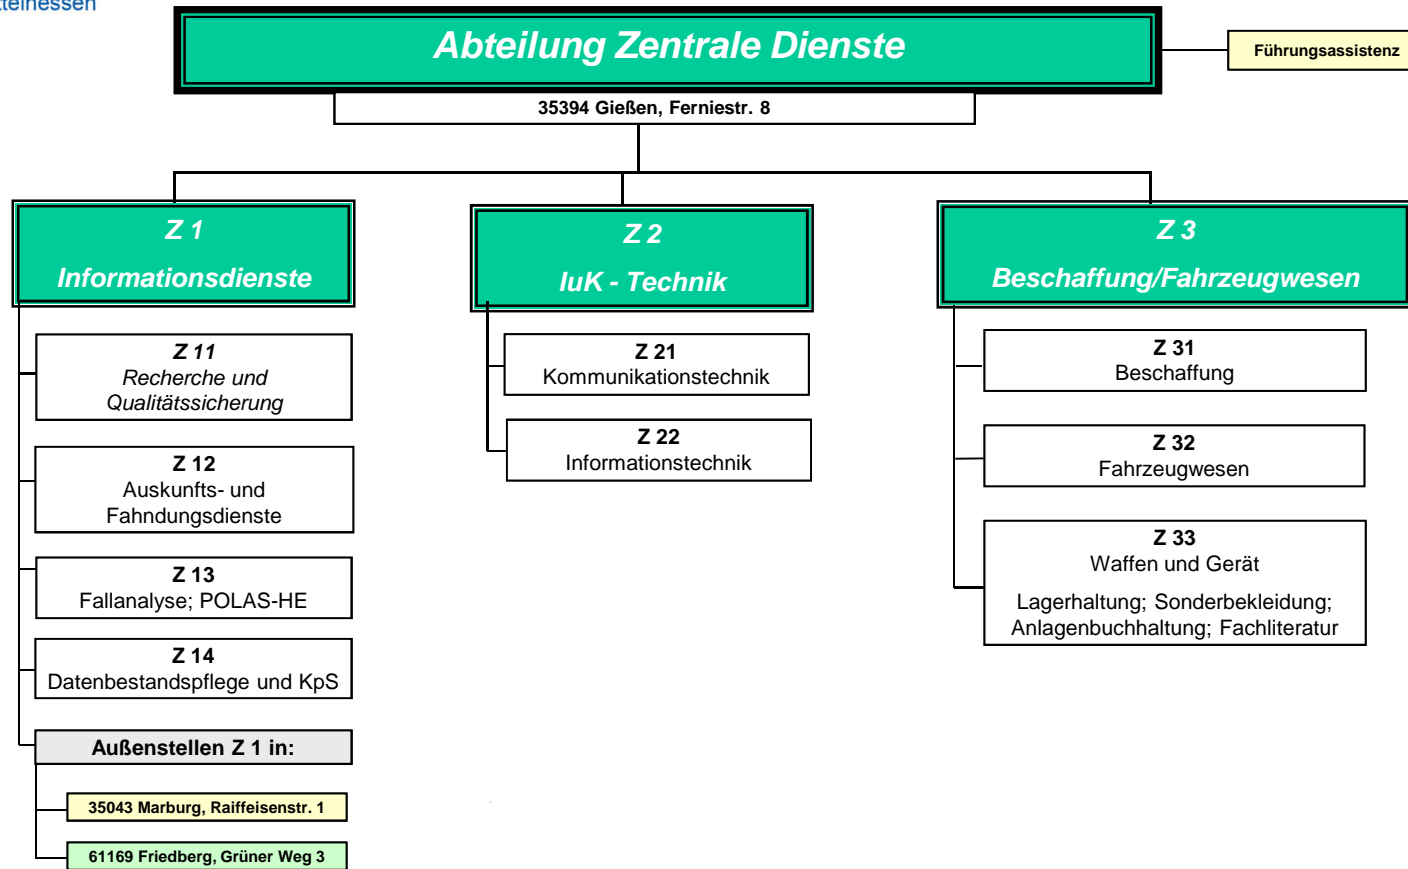 Abteilung Zentrale Dienste
Führungsassistenz
35394 Gießen, Ferniestr. 8
Z 1
Informationsdienste
Z 11
Recherche und
Qualitätssicherung
Z 12
Auskunfts- und
Fahndungsdienste
Z 13
Fallanalyse; POLAS-HE
Z 14
Datenbestandspflege und KpS
Außenstellen Z 1 in:
35043 Marburg, Raiffeisenstr. 1
61169 Friedberg, Grüner Weg 3
Z 2
IuK - Technik
Z 21
Kommunikationstechnik
Z 22
Informationstechnik
Z 3
Beschaffung/Fahrzeugwesen
Z 31
Beschaffung
Z 32
Fahrzeugwesen
Z 33
Waffen und Gerät
Lagerhaltung; Sonderbekleidung;
Anlagenbuchhaltung; Fachliteratur